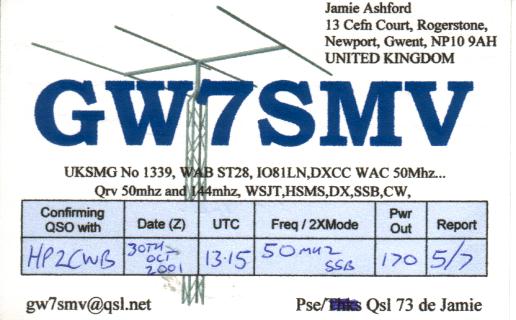 Jamie Ashford
13 Cefn Court, Rogerstone,
Newport, Gwent, NP10 9AH
UNITED KINGDOM
GW7SMV
UKSMG No 1339, WAB ST28, IO81LN,DXCC WAC 50Mhz...
Qrv 50mhz and 144mhz, WSJT,HSMS,DX,SSB,CW,
Confirming QSO with Date (Z) UTC Freq / 2XMode Pwr Out Report
HP2CWB 30TH OCT 2001 13·15 50MHZ SSB 170 5/7
gw7smv@qsl.net Pse/Thks Qsl 73 de Jamie